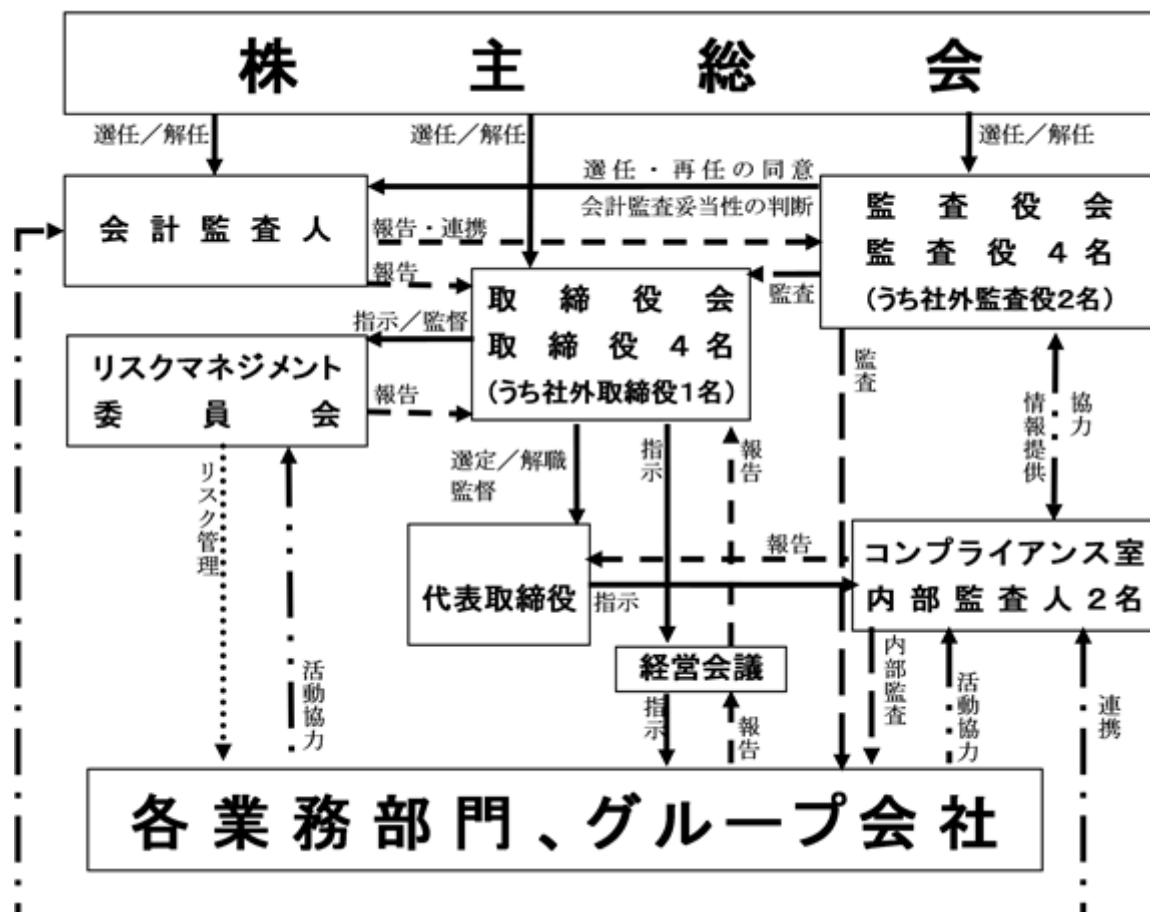 株主総会
選任／解任
選任／解任
選任／解任
会計監査人
選任・再任の同意
会計監査妥当性の判断
監査役会
監査役4名
(うち社外監査役2名)
報告・連携
報告
監査
取締役会
取締役4名
(うち社外取締役1名)
指示／監督
リスクマネジメント
委員会
報告
監査
協力
情報提供
リスク管理
活動協力
選定／解職
監督
指示
報告
代表取締役
報告
指示
コンプライアンス室
内部監査人2名
経営会議
指示
報告
内部監査
活動協力
連携
各業務部門、グループ会社